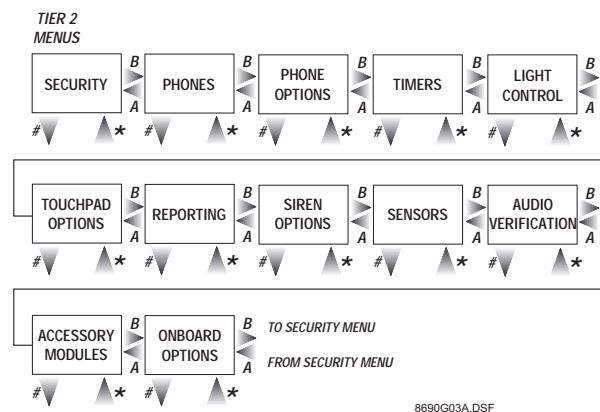 TIER 2
MENUS
SECURITY B A PHONES B A PHONE OPTIONS B A TIMERS B A LIGHT CONTROL B A
# * # * # * # * # *
TOUCHPAD OPTIONS B A REPORTING B A SIREN OPTIONS B A SENSORS B A AUDIO VERIFICATION B A
# * # * # * # * # *
ACCESSORY MODULES B A ONBOARD OPTIONS B TO SECURITY MENU
A FROM SECURITY MENU
# * # *
8690G03A.DSF